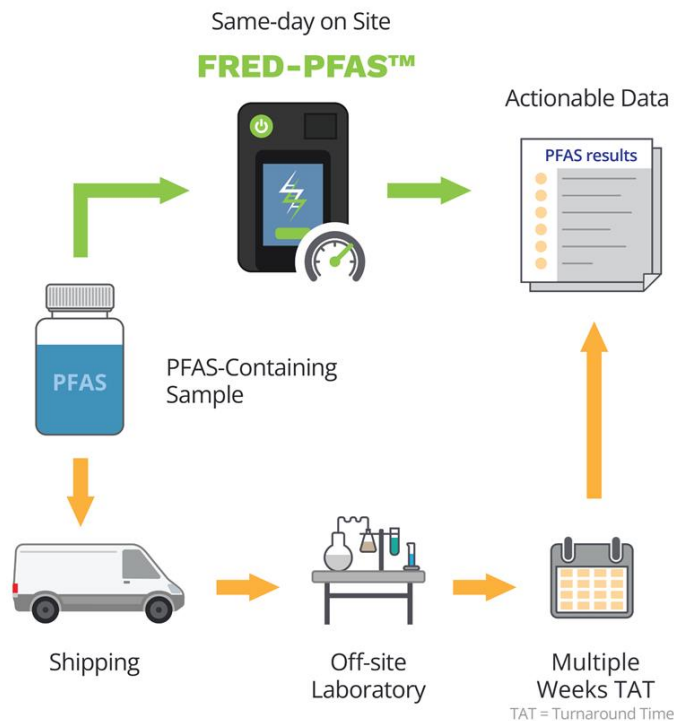 Same-day on Site
FRED-PFAS™
Actionable Data
PFAS results
PFAS
PFAS-Containing
Sample
Shipping
Off-site
Laboratory
Multiple
Weeks TAT
TAT = Turnaround Time